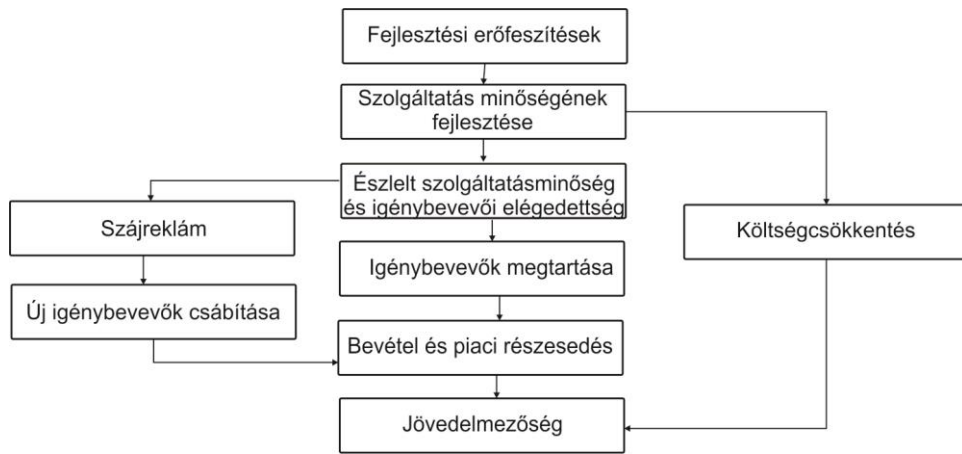 Fejlesztési erőfeszítések
Szolgáltatás minőségének
fejlesztése
Észlelt szolgáltatásminőség
és igénybevevői elégedettség
Szájreklám
Költségcsökkentés
Igénybevevők megtartása
Új igénybevevők csábítása
Bevétel és piaci részesedés
Jövedelmezőség